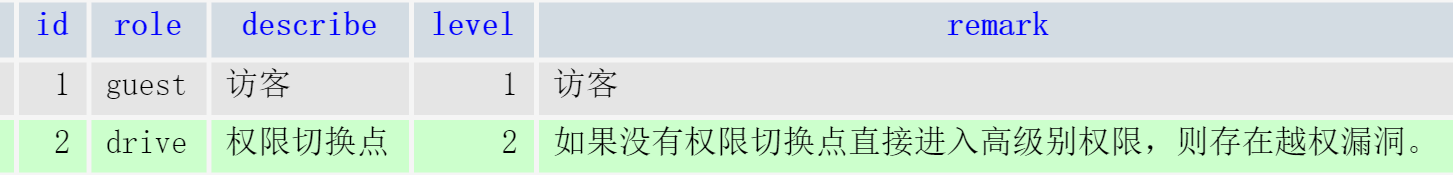 id role describe level remark
1 guest 访客 1 访客
2 drive 权限切换点 2 如果没有权限切换点直接进入高级别权限，则存在越权漏洞。